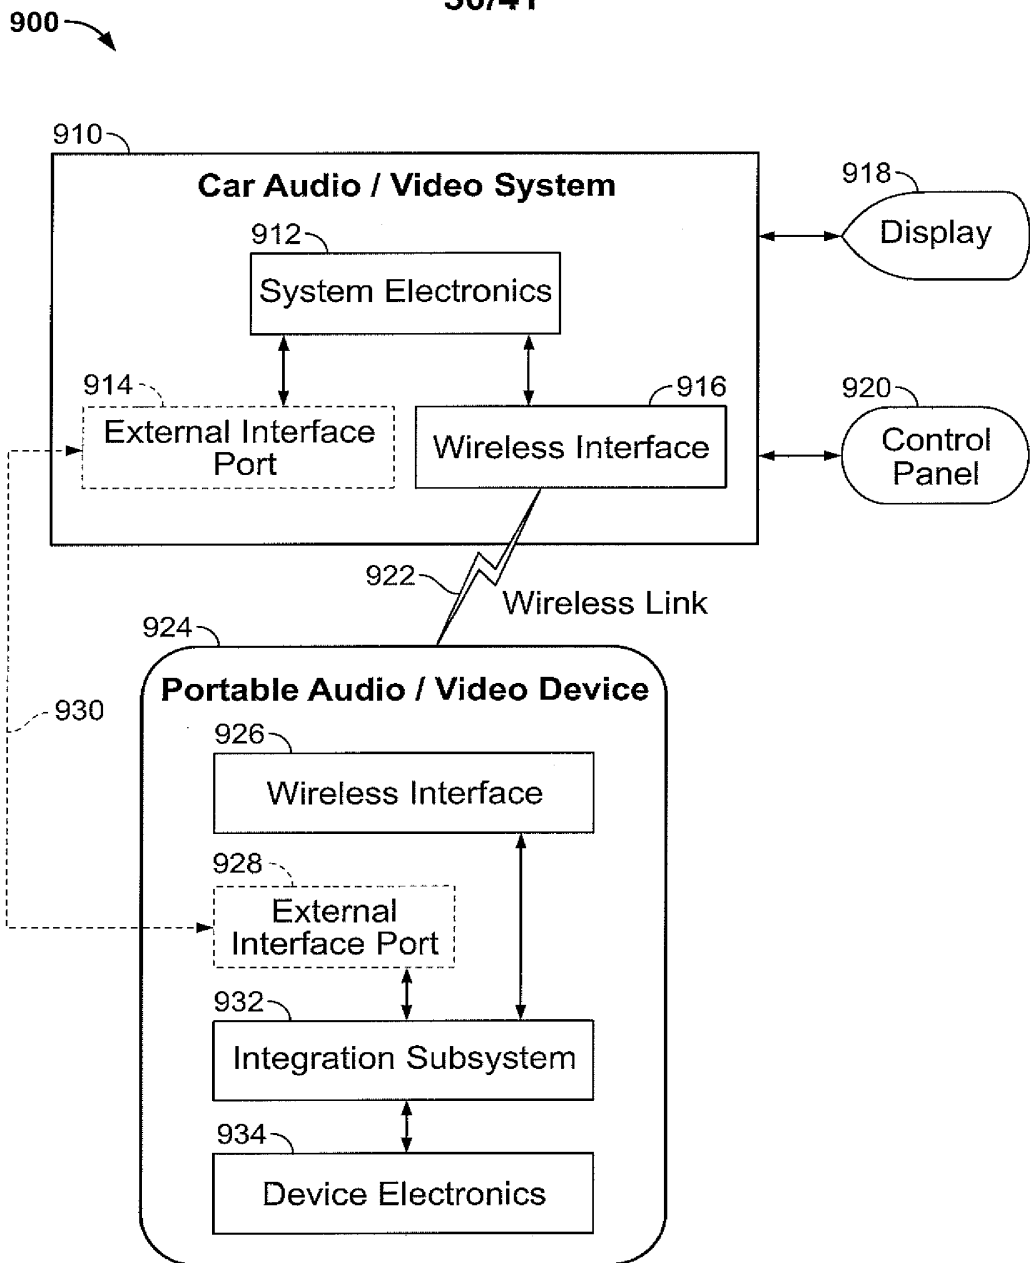 36/41
900
910
Car Audio / Video System
912
System Electronics
914
External Interface
Port
916
Wireless Interface
918
Display
920
Control
Panel
922
Wireless Link
924
Portable Audio / Video Device
926
Wireless Interface
928
External
Interface Port
930
932
Integration Subsystem
934
Device Electronics